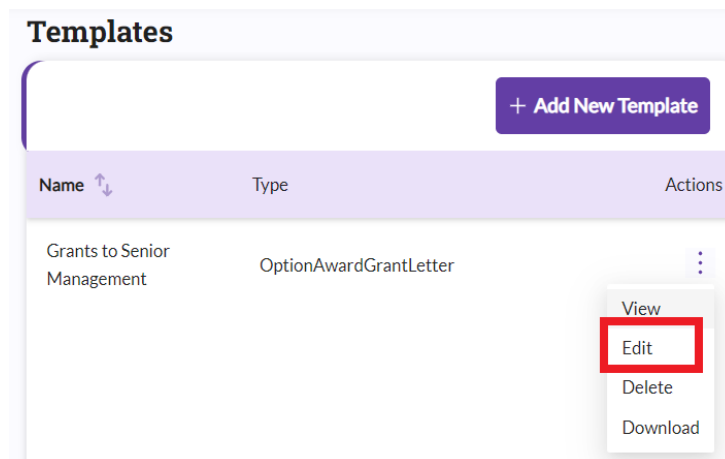 Templates
+ Add New Template
Name Type Actions
Grants to Senior
Management
OptionAwardGrantLetter
View
Edit
Delete
Download